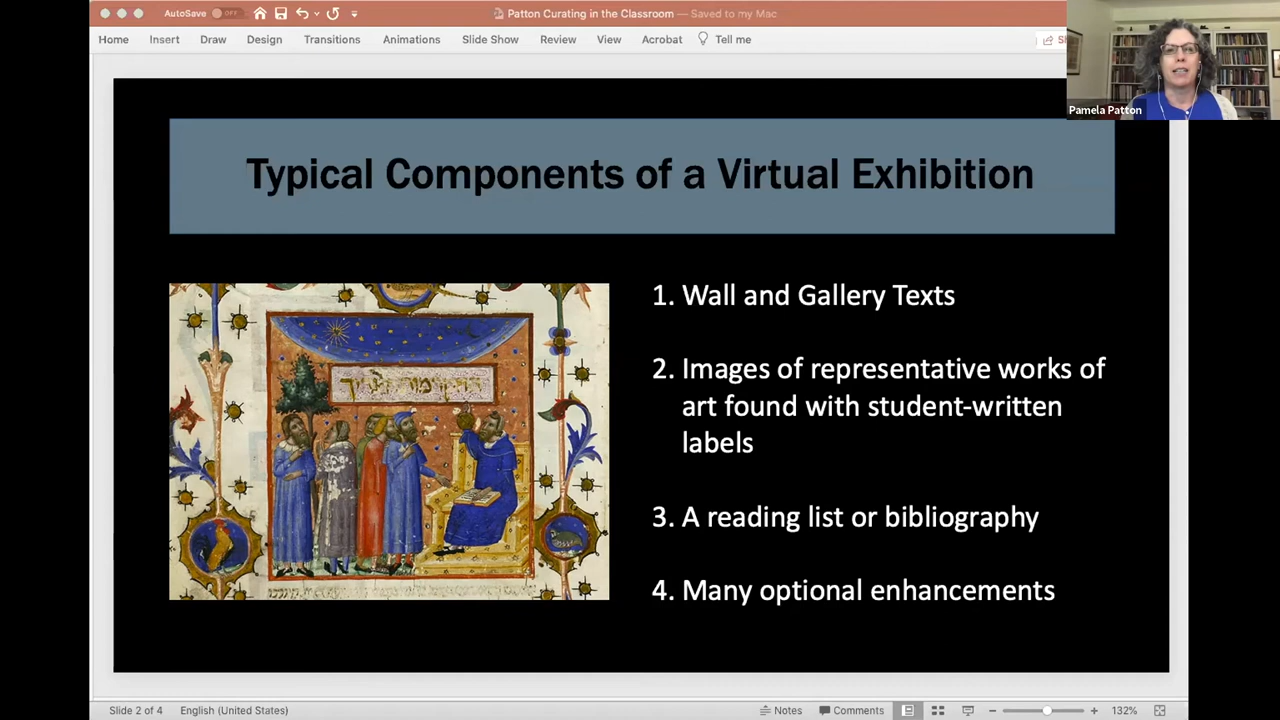 AutoSave OFF
Patton Curating in the Classroom — Saved to my Mac
Home Insert Draw Design Transitions Animations Slide Show Review View Acrobat Tell me
Pamela Patton
Typical Components of a Virtual Exhibition
1. Wall and Gallery Texts
2. Images of representative works of
art found with student-written
labels
3. A reading list or bibliography
4. Many optional enhancements
Slide 2 of 4 English (United States) Notes Comments 132%